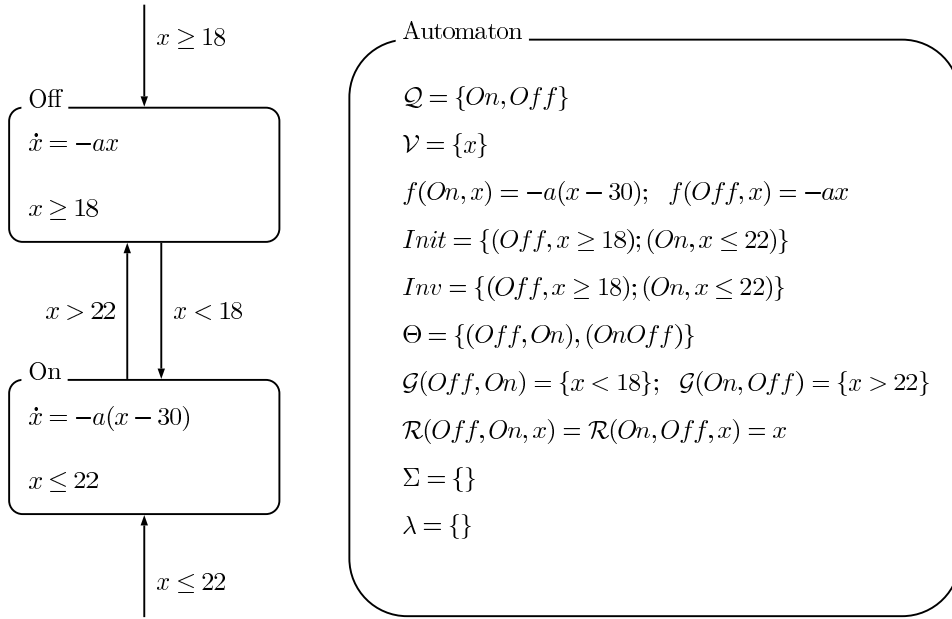 x ≥ 18
Off
ẋ = −ax
x ≥ 18
x > 22
x < 18
On
ẋ = −a(x − 30)
x ≤ 22
x ≤ 22
Automaton
𝒬 = {On, Off}
𝒱 = {x}
f(On, x) = −a(x − 30); f(Off, x) = −ax
Init = {(Off, x ≥ 18); (On, x ≤ 22)}
Inv = {(Off, x ≥ 18); (On, x ≤ 22)}
Θ = {(Off, On), (OnOff)}
𝒢(Off, On) = {x < 18}; 𝒢(On, Off) = {x > 22}
ℛ(Off, On, x) = ℛ(On, Off, x) = x
Σ = {}
λ = {}